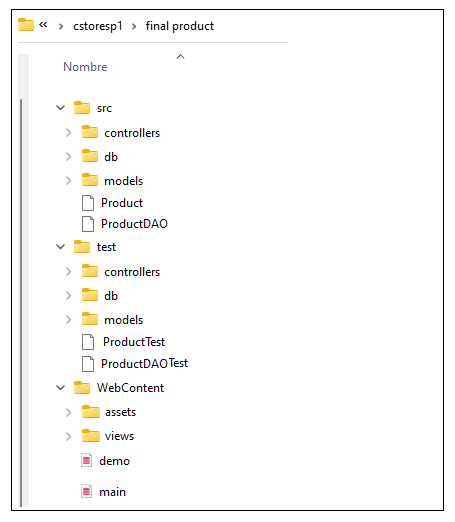 « > cstoresp1 > final product
Nombre
src
controllers
db
models
Product
ProductDAO
test
controllers
db
models
ProductTest
ProductDAOTest
WebContent
assets
views
demo
main